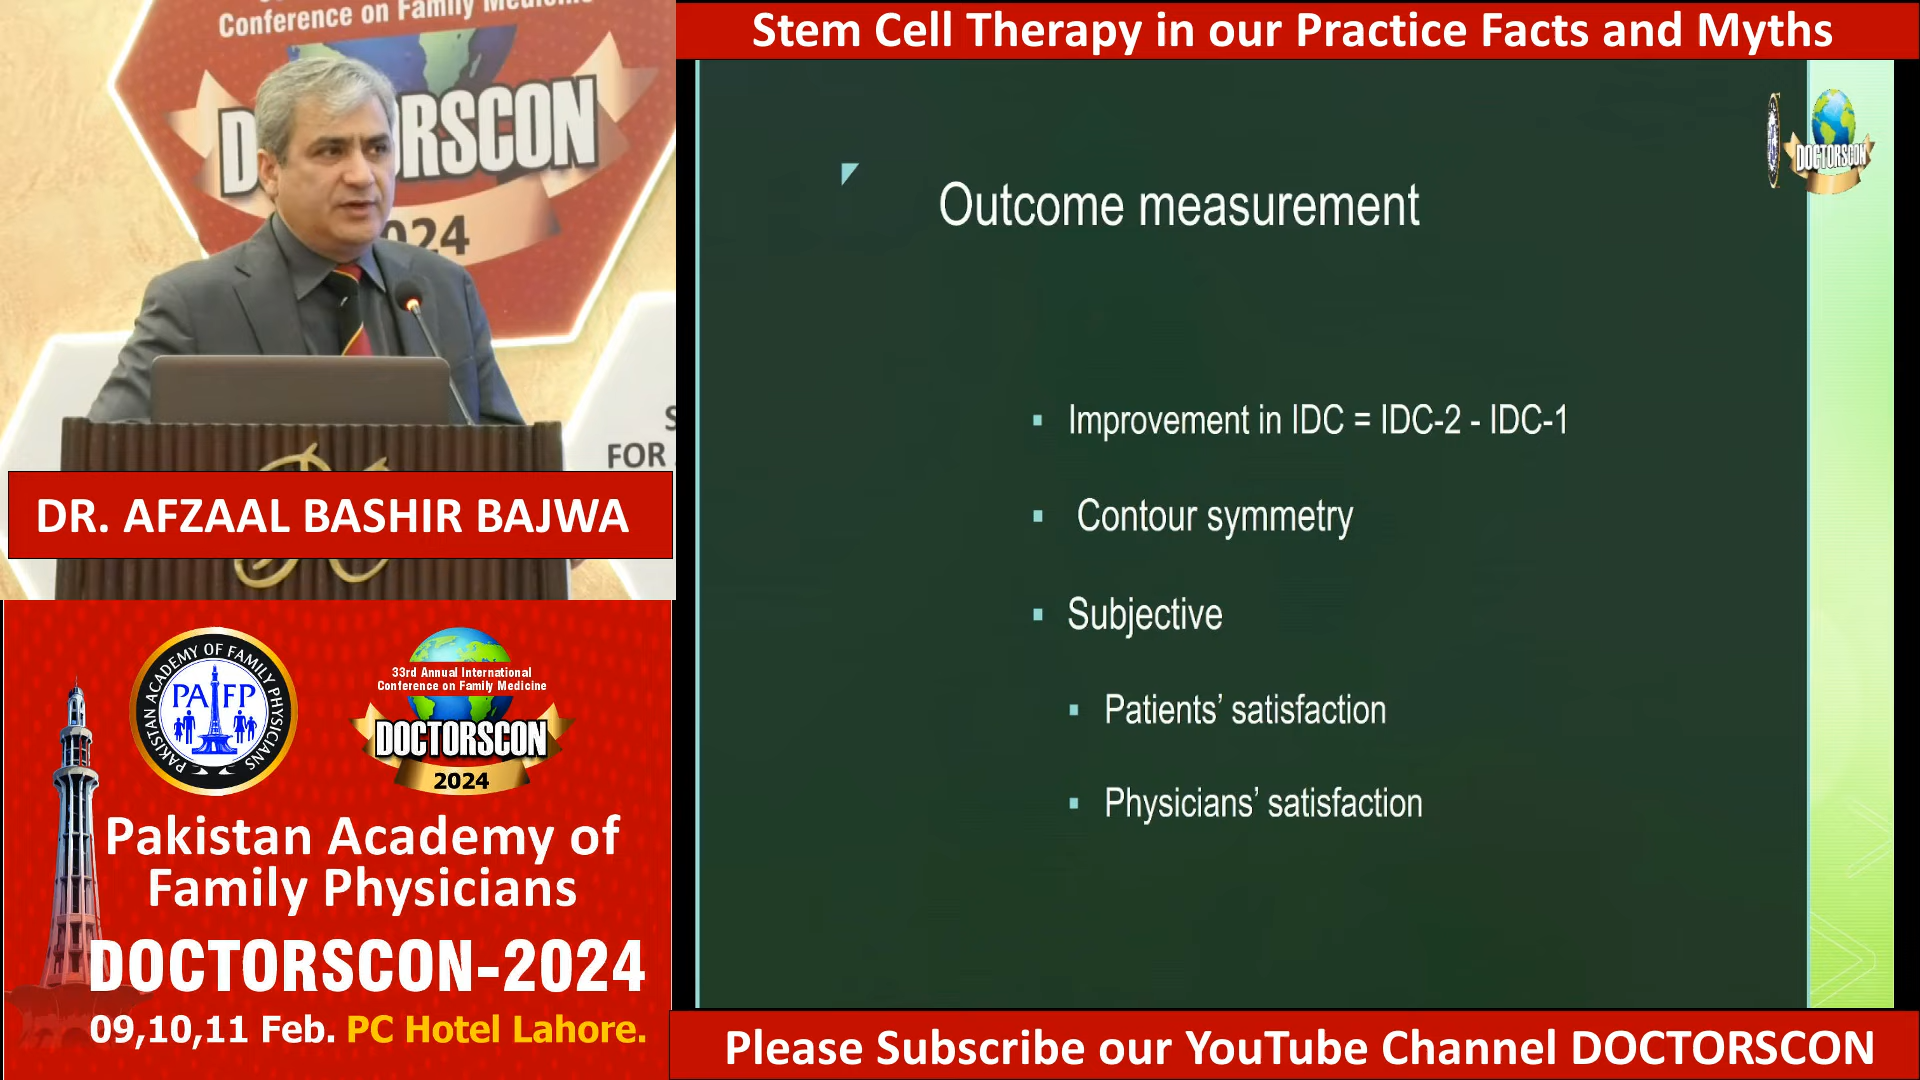 Conference on Family Medicine
DOCTORSCON
2024
FOR
DR. AFZAAL BASHIR BAJWA
Stem Cell Therapy in our Practice Facts and Myths
DOCTORSCON
Outcome measurement
▪ Improvement in IDC = IDC-2 - IDC-1
▪ Contour symmetry
▪ Subjective
▪ Patients’ satisfaction
▪ Physicians’ satisfaction
PAKISTAN ACADEMY OF FAMILY PHYSICIANS
PAFP
33rd Annual International
Conference on Family Medicine
DOCTORSCON
2024
Pakistan Academy of
Family Physicians
DOCTORSCON-2024
09,10,11 Feb. PC Hotel Lahore.
Please Subscribe our YouTube Channel DOCTORSCON